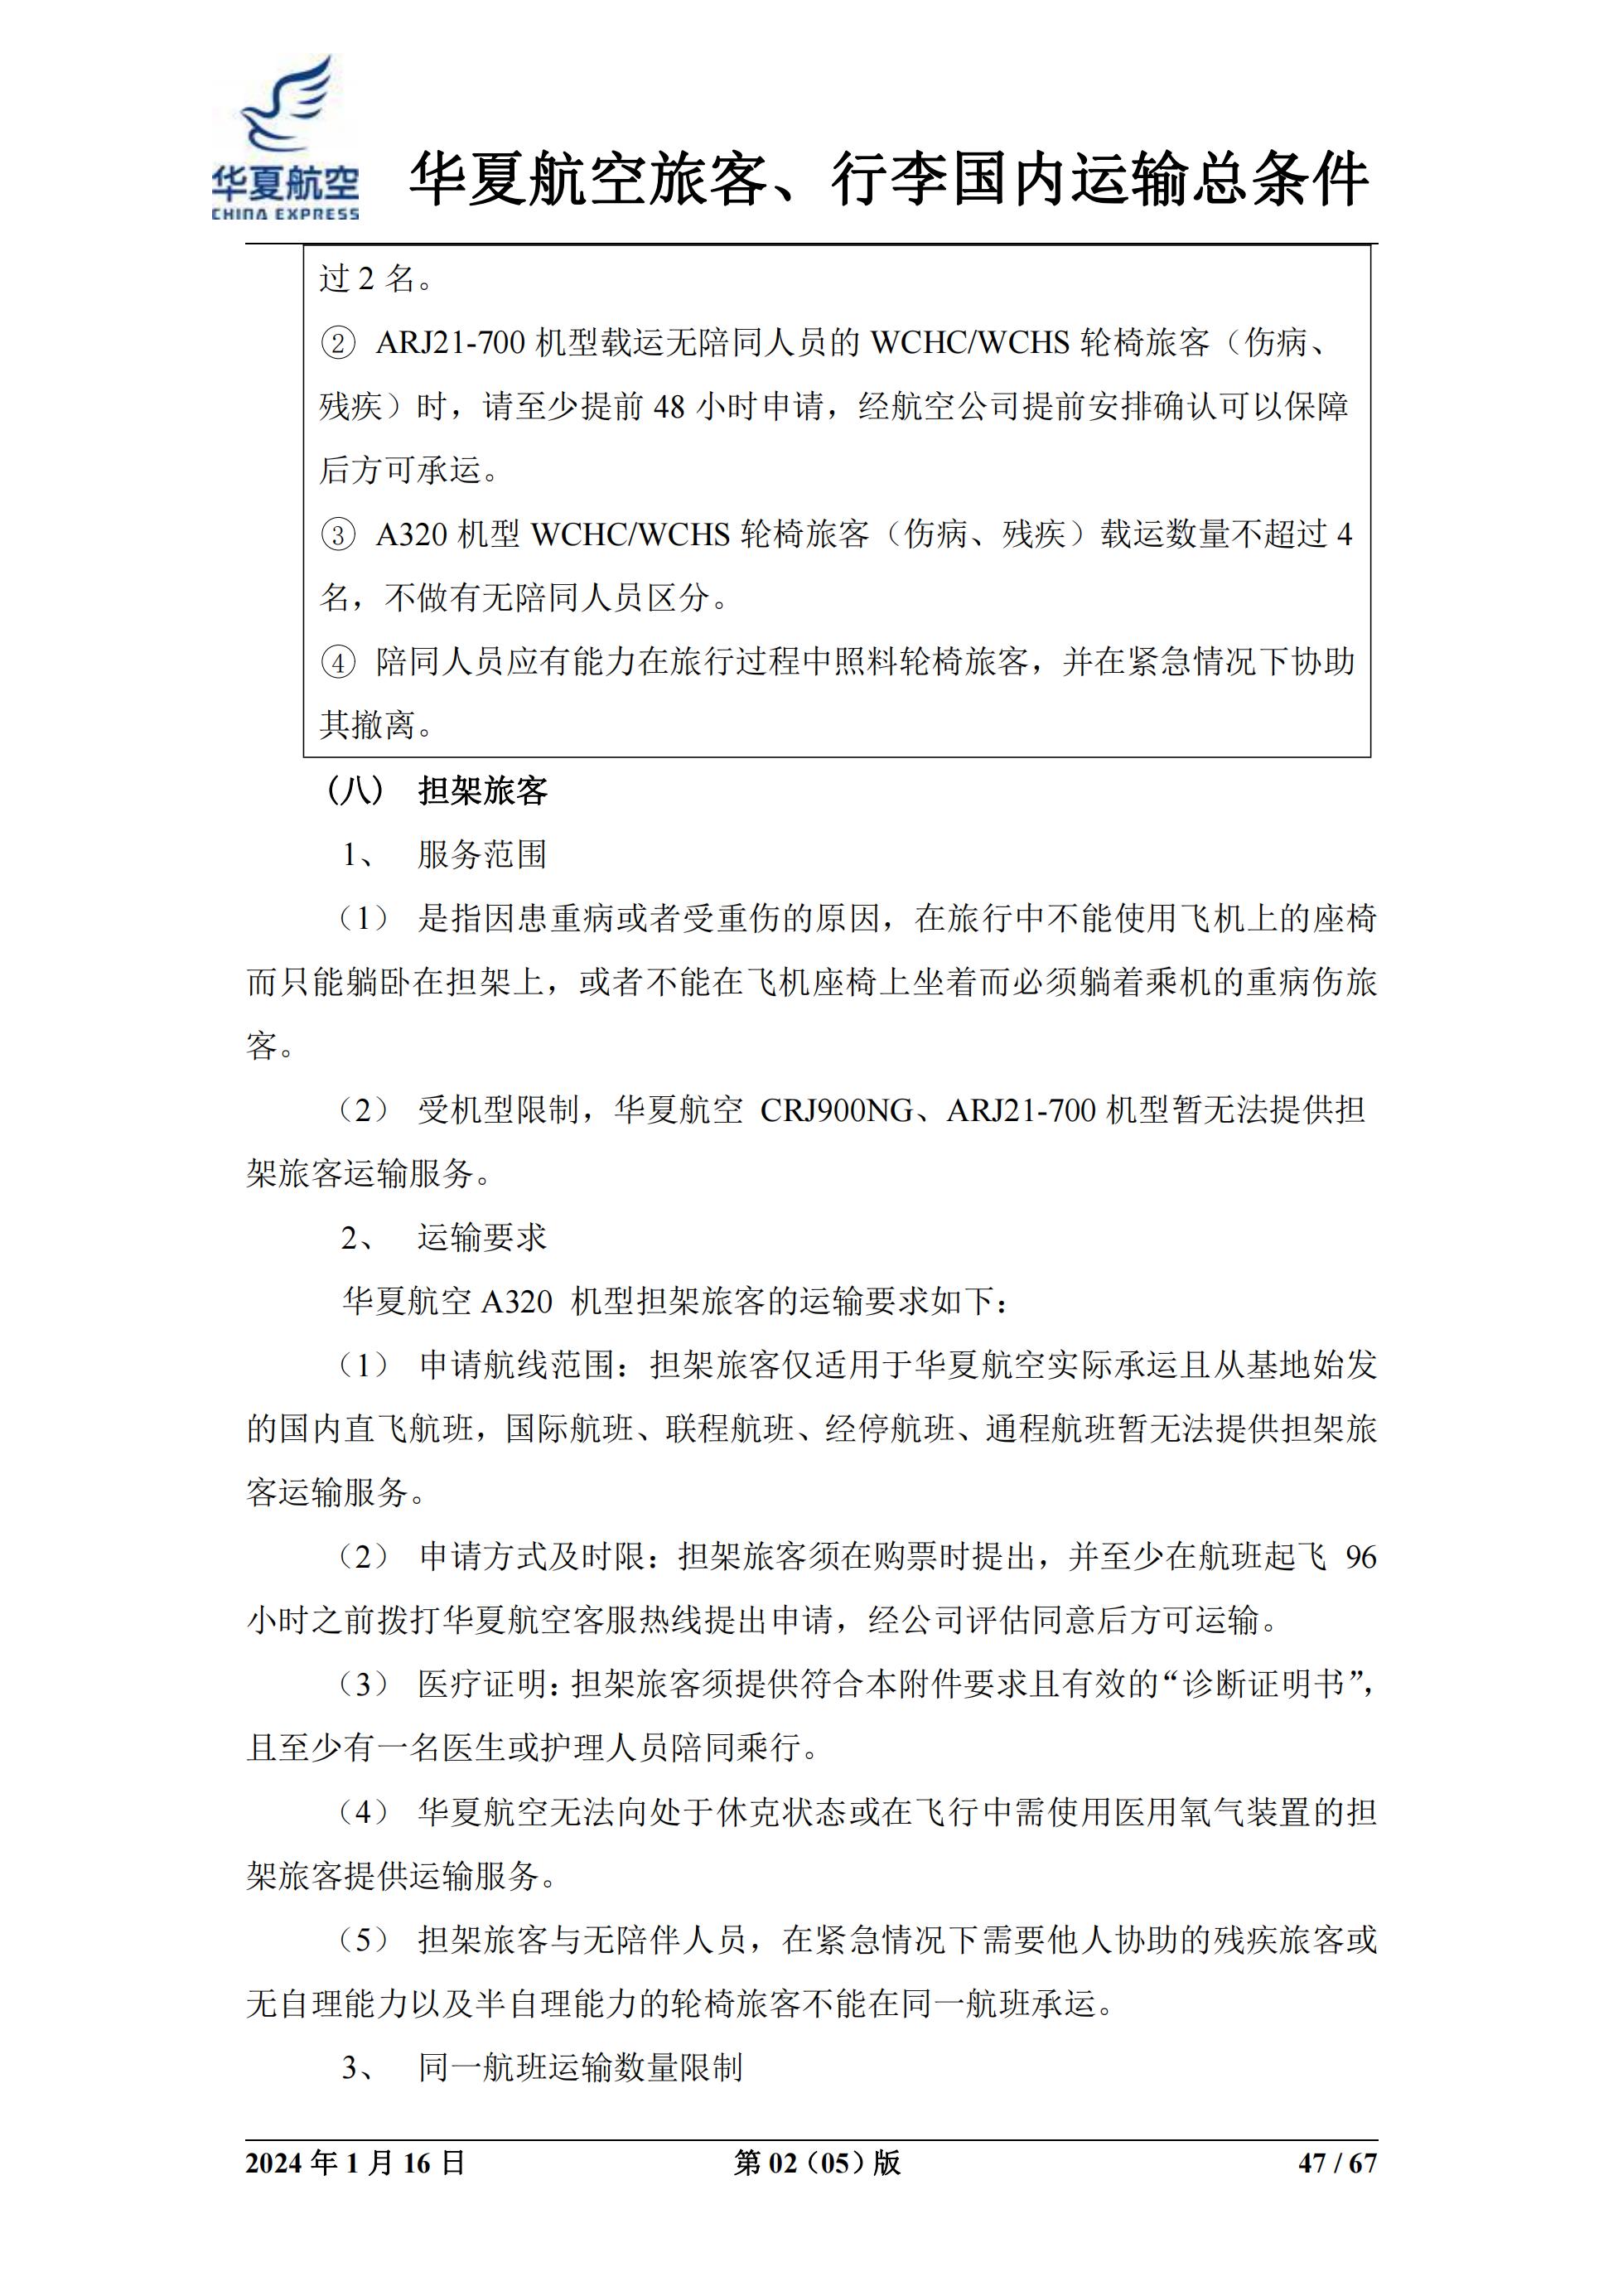 华夏航空
CHINA EXPRESS
华夏航空旅客、行李国内运输总条件
过 2 名。
② ARJ21-700 机型载运无陪同人员的 WCHC/WCHS 轮椅旅客（伤病、
残疾）时，请至少提前 48 小时申请，经航空公司提前安排确认可以保障
后方可承运。
③ A320 机型 WCHC/WCHS 轮椅旅客（伤病、残疾）载运数量不超过 4
名，不做有无陪同人员区分。
④ 陪同人员应有能力在旅行过程中照料轮椅旅客，并在紧急情况下协助
其撤离。
（八） 担架旅客
1、 服务范围
（1） 是指因患重病或者受重伤的原因，在旅行中不能使用飞机上的座椅
而只能躺卧在担架上，或者不能在飞机座椅上坐着而必须躺着乘机的重病伤旅
客。
（2） 受机型限制，华夏航空 CRJ900NG、ARJ21-700 机型暂无法提供担
架旅客运输服务。
2、 运输要求
华夏航空 A320 机型担架旅客的运输要求如下：
（1） 申请航线范围：担架旅客仅适用于华夏航空实际承运且从基地始发
的国内直飞航班，国际航班、联程航班、经停航班、通程航班暂无法提供担架旅
客运输服务。
（2） 申请方式及时限：担架旅客须在购票时提出，并至少在航班起飞 96
小时之前拨打华夏航空客服热线提出申请，经公司评估同意后方可运输。
（3） 医疗证明：担架旅客须提供符合本附件要求且有效的“诊断证明书”，
且至少有一名医生或护理人员陪同乘行。
（4） 华夏航空无法向处于休克状态或在飞行中需使用医用氧气装置的担
架旅客提供运输服务。
（5） 担架旅客与无陪伴人员，在紧急情况下需要他人协助的残疾旅客或
无自理能力以及半自理能力的轮椅旅客不能在同一航班承运。
3、 同一航班运输数量限制
2024 年 1 月 16 日 第 02（05）版 47 / 67